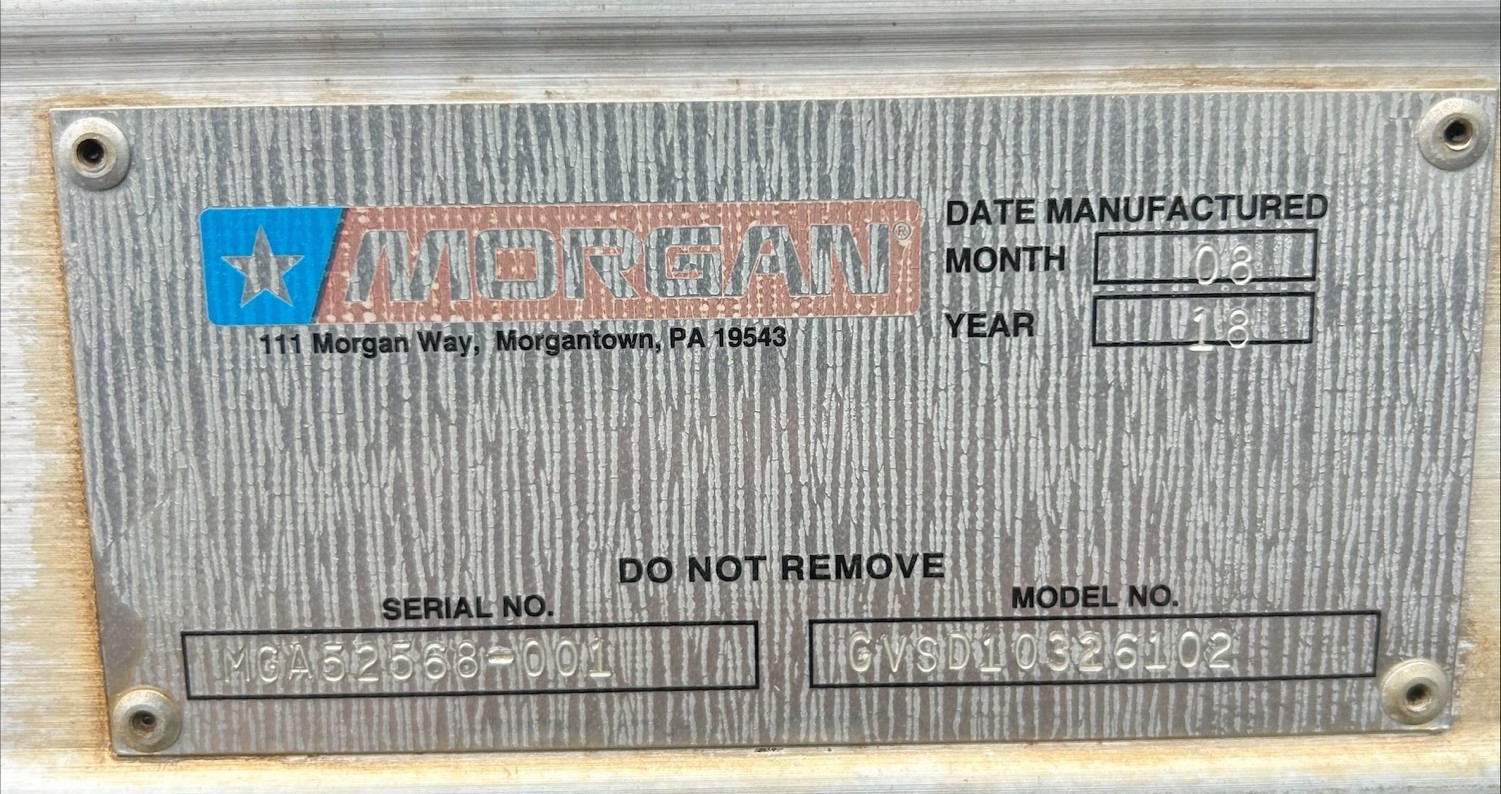 MORGAN®
111 Morgan Way, Morgantown, PA 19543
DATE MANUFACTURED
MONTH 08
YEAR 18
DO NOT REMOVE
SERIAL NO.
MGA52568-001
MODEL NO.
GVSD10326102